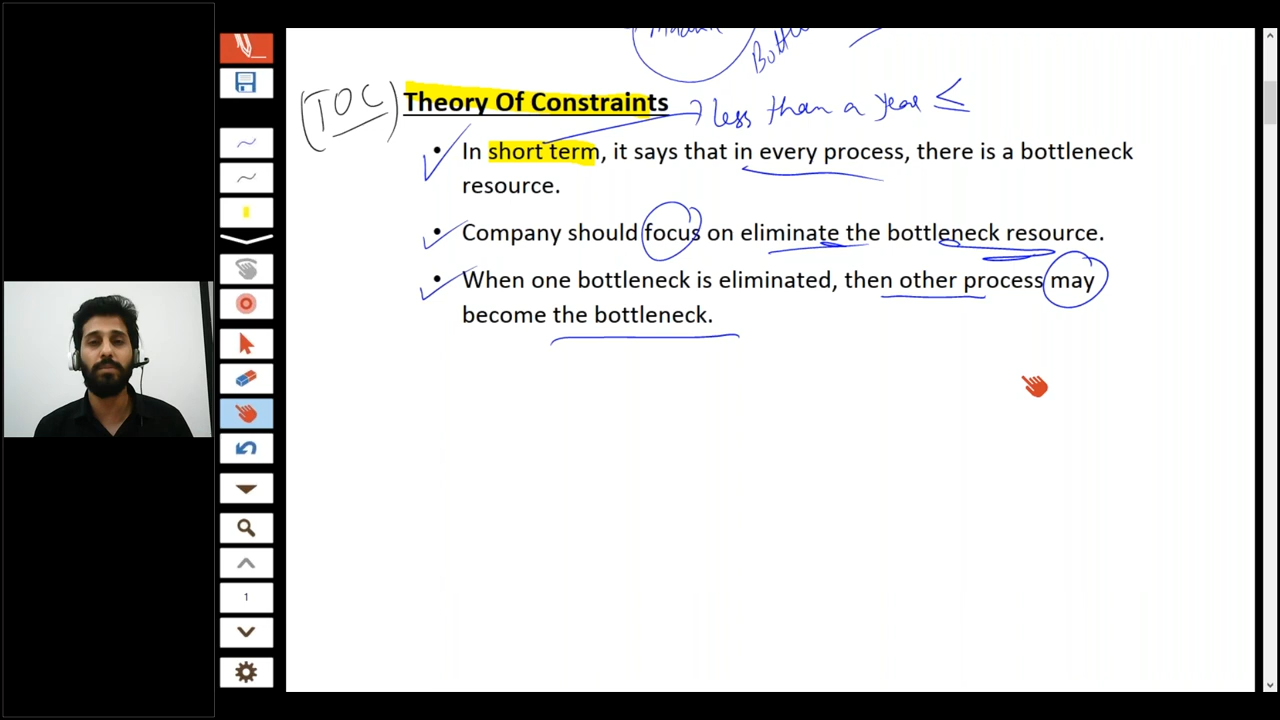 Bottle
(TOC) Theory Of Constraints → less than a year ≤
• In short term, it says that in every process, there is a bottleneck
resource.
• Company should focus on eliminate the bottleneck resource.
• When one bottleneck is eliminated, then other process may
become the bottleneck.
1